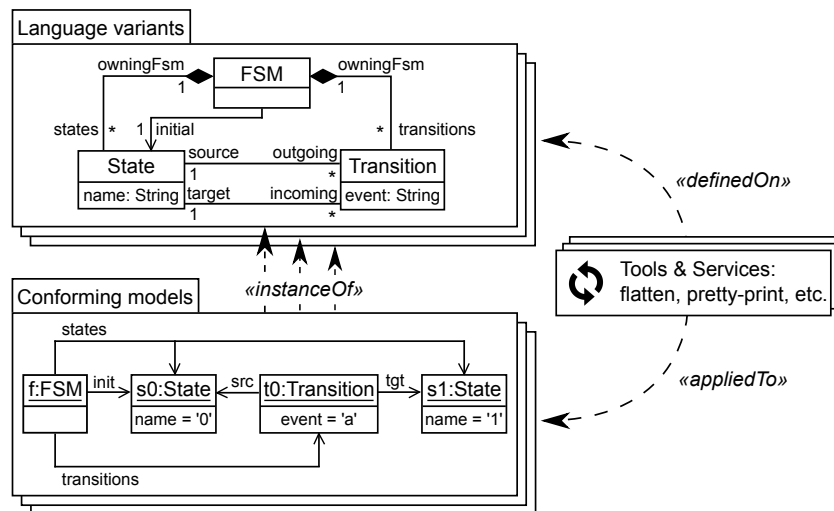 Language variants
owningFsm
FSM
owningFsm
1
1
1 initial
states *
* transitions
State
source
outgoing
Transition
1
*
name: String
target
incoming
event: String
1
*
«definedOn»
Tools & Services:
flatten, pretty-print, etc.
«instanceOf»
Conforming models
states
«appliedTo»
f:FSM
init
s0:State
src
t0:Transition
tgt
s1:State
name = '0'
event = 'a'
name = '1'
transitions